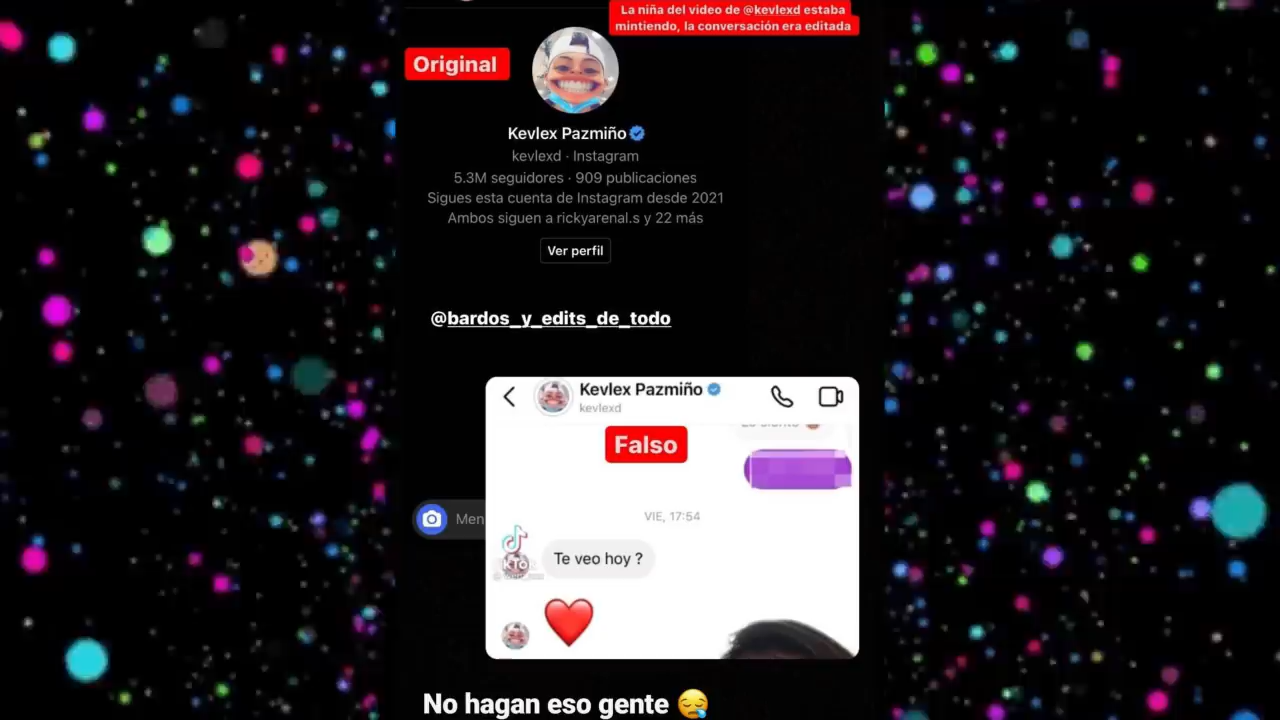 La niña del video de @kevlexd estaba
mintiendo, la conversación era editada
Original
Kevlex Pazmiño
kevlexd · Instagram
5.3M seguidores · 909 publicaciones
Sigues esta cuenta de Instagram desde 2021
Ambos siguen a rickyarenal.s y 22 más
Ver perfil
@bardos_y_edits_de_todo
Kevlex Pazmiño
kevlexd
Falso
VIE, 17:54
Men
Te veo hoy ?
No hagan eso gente 😪